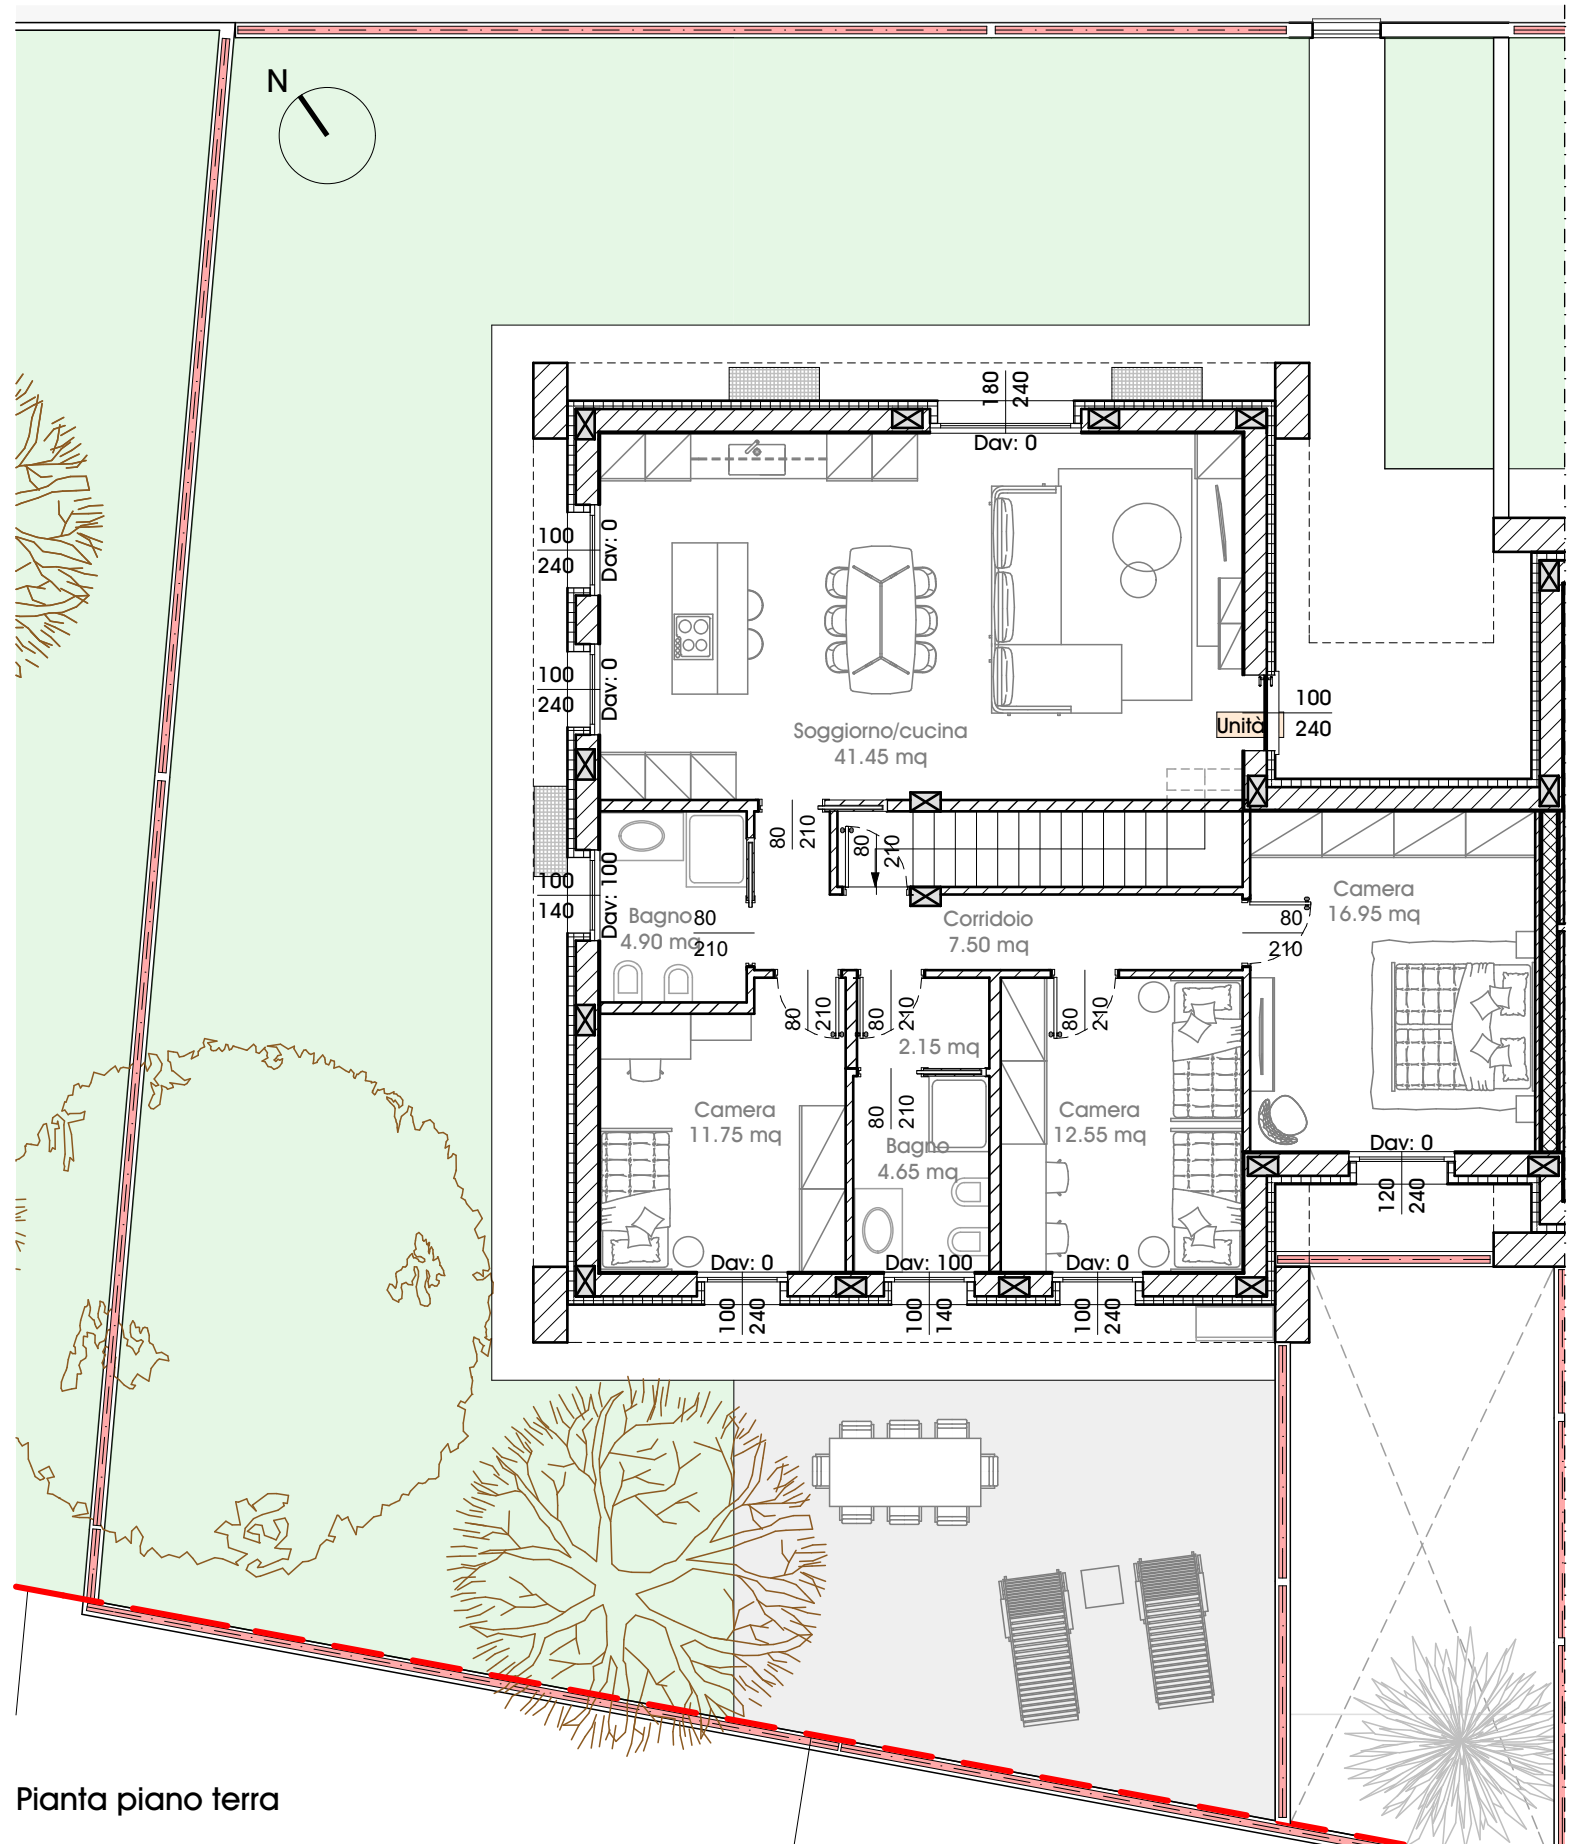 N
180
240
Dav: 0
100
240
Dav: 0
100
240
Dav: 0
Soggiorno/cucina
41.45 mq
Unità
100
240
80
210
80
210
100
140
Dav: 100
Bagno
4.90 mq
80
210
Corridoio
7.50 mq
80
210
Camera
16.95 mq
80
210
80
210
2.15 mq
80
210
Camera
11.75 mq
80
210
Bagno
4.65 mq
Camera
12.55 mq
Dav: 0
120
240
Dav: 0
Dav: 100
Dav: 0
100
240
100
140
100
240
Pianta piano terra